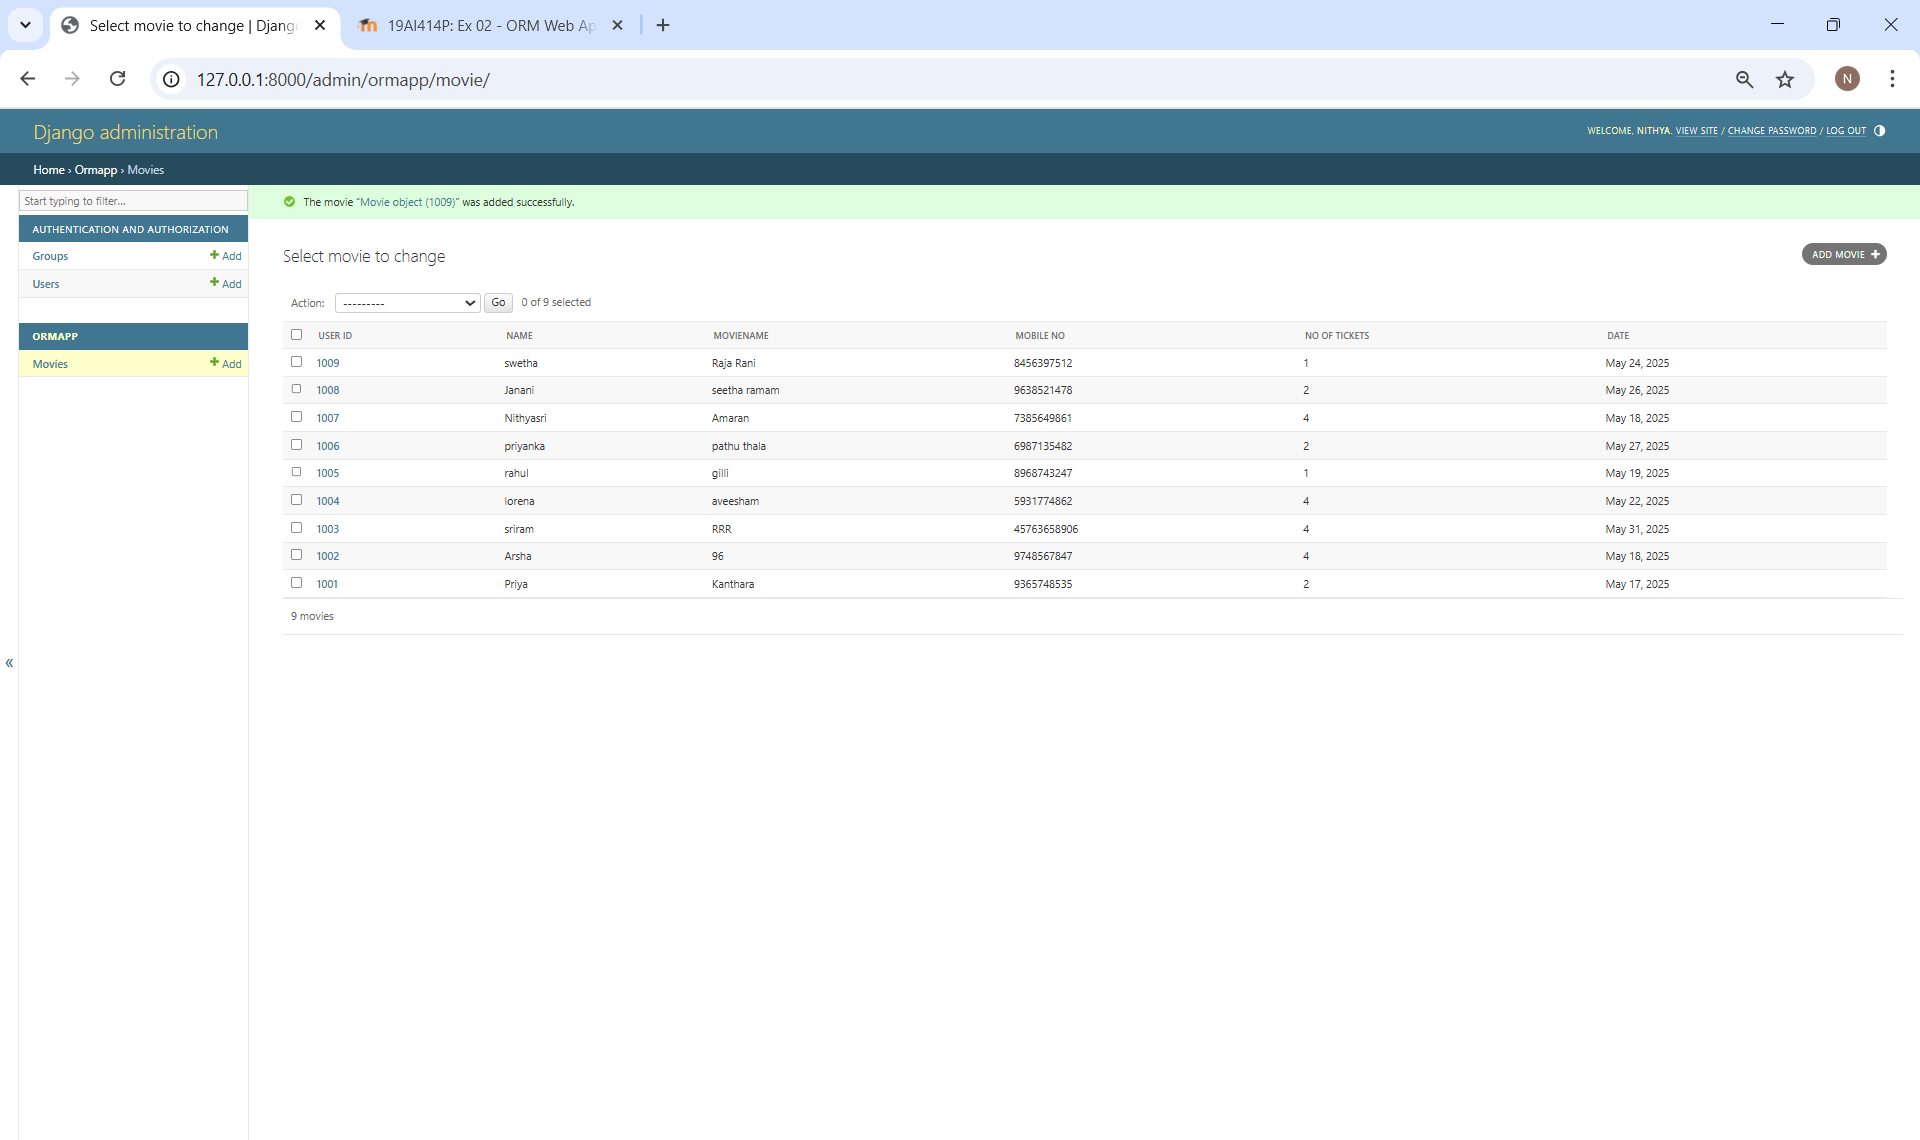 Select movie to change | Djang
19AI414P: Ex 02 - ORM Web Ap
127.0.0.1:8000/admin/ormapp/movie/
N
Django administration
WELCOME, NITHYA. VIEW SITE / CHANGE PASSWORD / LOG OUT
Home › Ormapp › Movies
Start typing to filter...
AUTHENTICATION AND AUTHORIZATION
Groups + Add
Users + Add
ORMAPP
Movies + Add
«
The movie “Movie object (1009)” was added successfully.
Select movie to change
ADD MOVIE +
Action: --------- Go 0 of 9 selected
USER ID NAME MOVIENAME MOBILE NO NO OF TICKETS DATE
1009 swetha Raja Rani 8456397512 1 May 24, 2025
1008 Janani seetha ramam 9638521478 2 May 26, 2025
1007 Nithyasri Amaran 7385649861 4 May 18, 2025
1006 priyanka pathu thala 6987135482 2 May 27, 2025
1005 rahul gilli 8968743247 1 May 19, 2025
1004 lorena aveesham 5931774862 4 May 22, 2025
1003 sriram RRR 45763658906 4 May 31, 2025
1002 Arsha 96 9748567847 4 May 18, 2025
1001 Priya Kanthara 9365748535 2 May 17, 2025
9 movies